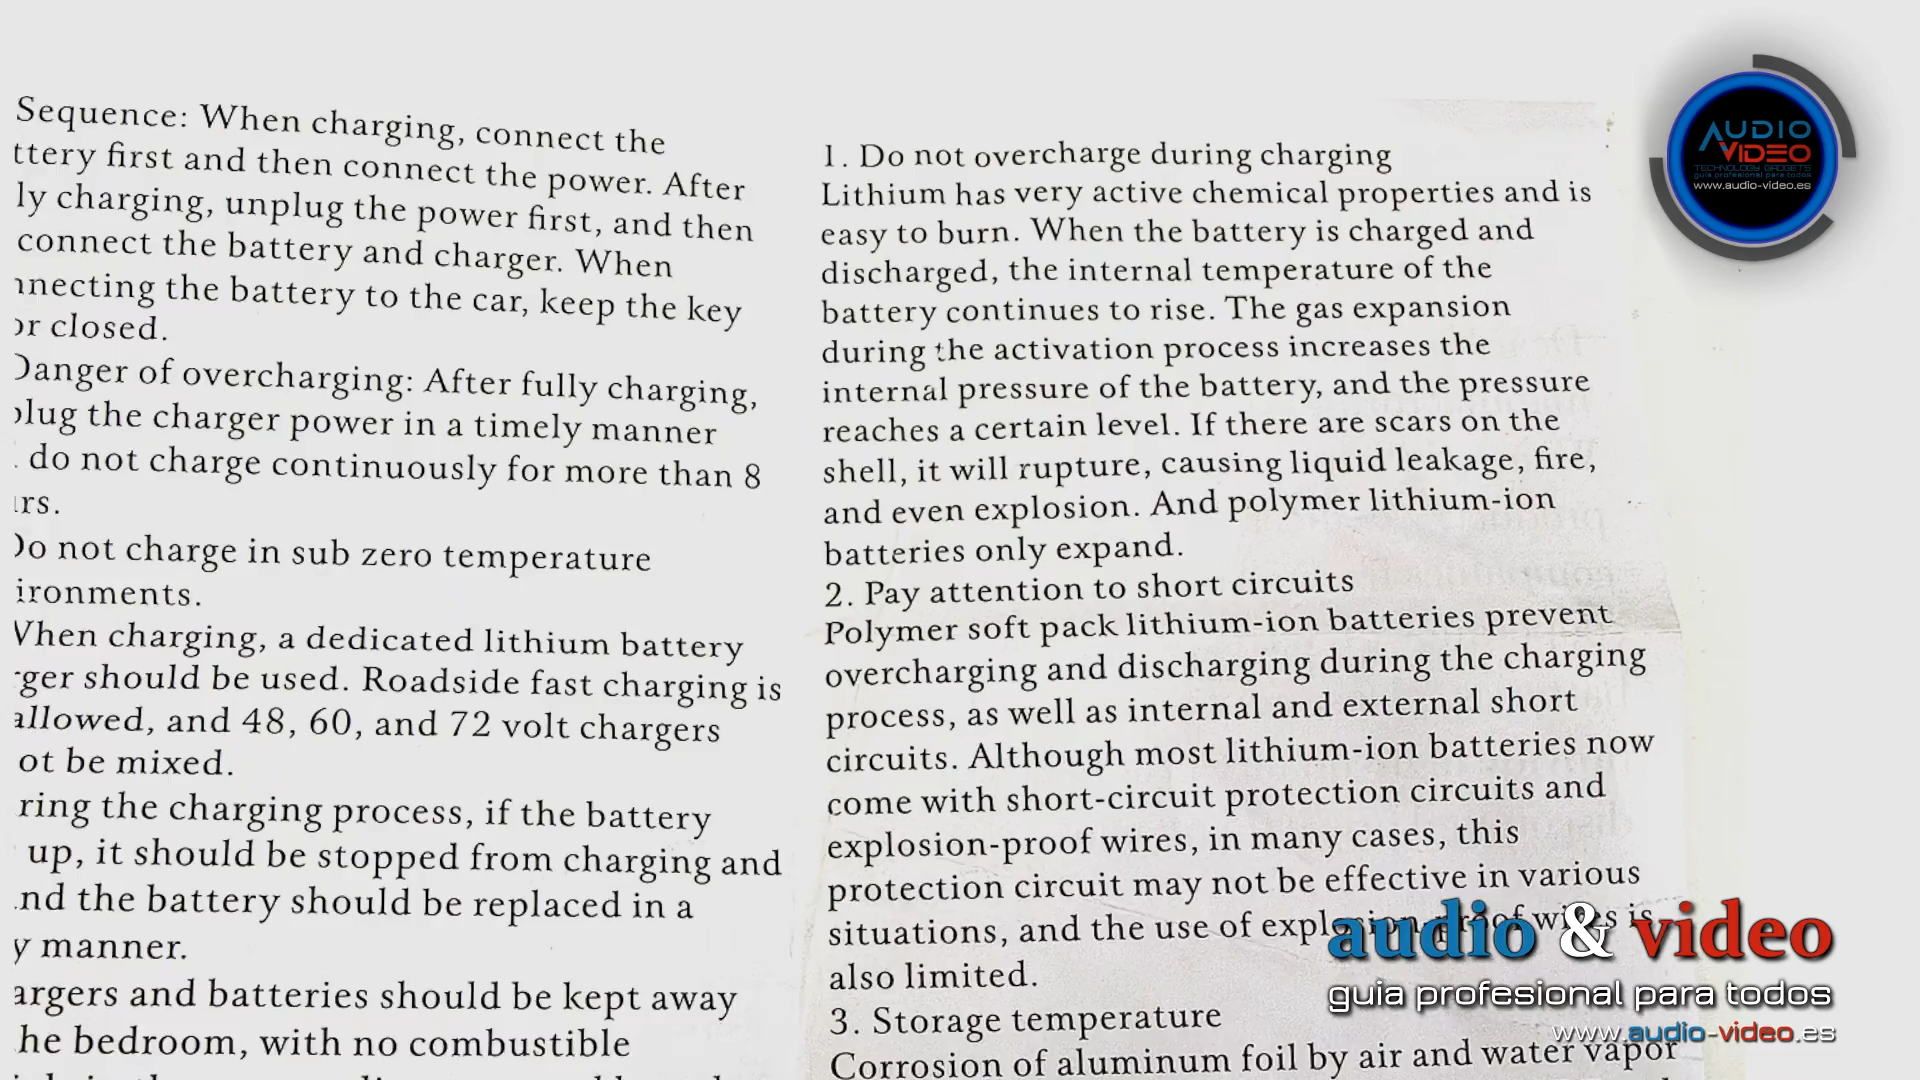 Sequence: When charging, connect the
ttery first and then connect the power. After
ly charging, unplug the power first, and then
connect the battery and charger. When
nnecting the battery to the car, keep the key
or closed.
Danger of overcharging: After fully charging,
plug the charger power in a timely manner
. do not charge continuously for more than 8
rs.
Do not charge in sub zero temperature
ironments.
When charging, a dedicated lithium battery
rger should be used. Roadside fast charging is
allowed, and 48, 60, and 72 volt chargers
ot be mixed.
ring the charging process, if the battery
up, it should be stopped from charging and
nd the battery should be replaced in a
y manner.
argers and batteries should be kept away
he bedroom, with no combustible
1. Do not overcharge during charging
Lithium has very active chemical properties and is
easy to burn. When the battery is charged and
discharged, the internal temperature of the
battery continues to rise. The gas expansion
during the activation process increases the
internal pressure of the battery, and the pressure
reaches a certain level. If there are scars on the
shell, it will rupture, causing liquid leakage, fire,
and even explosion. And polymer lithium-ion
batteries only expand.
2. Pay attention to short circuits
Polymer soft pack lithium-ion batteries prevent
overcharging and discharging during the charging
process, as well as internal and external short
circuits. Although most lithium-ion batteries now
come with short-circuit protection circuits and
explosion-proof wires, in many cases, this
protection circuit may not be effective in various
situations, and the use of explosion-proof wires is
also limited.
3. Storage temperature
Corrosion of aluminum foil by air and water vapor
AUDIO
VIDEO
TECHNOLOGY GADGETS
guia profesional para todos
www.audio-video.es
audio & video
guia profesional para todos
www.audio-video.es